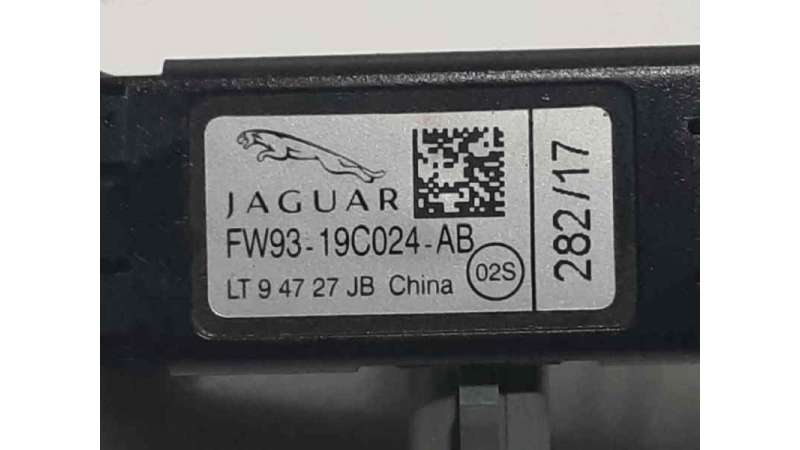 JAGUAR
FW93-19C024-AB
LT 9 47 27 JB China
02S
282/17